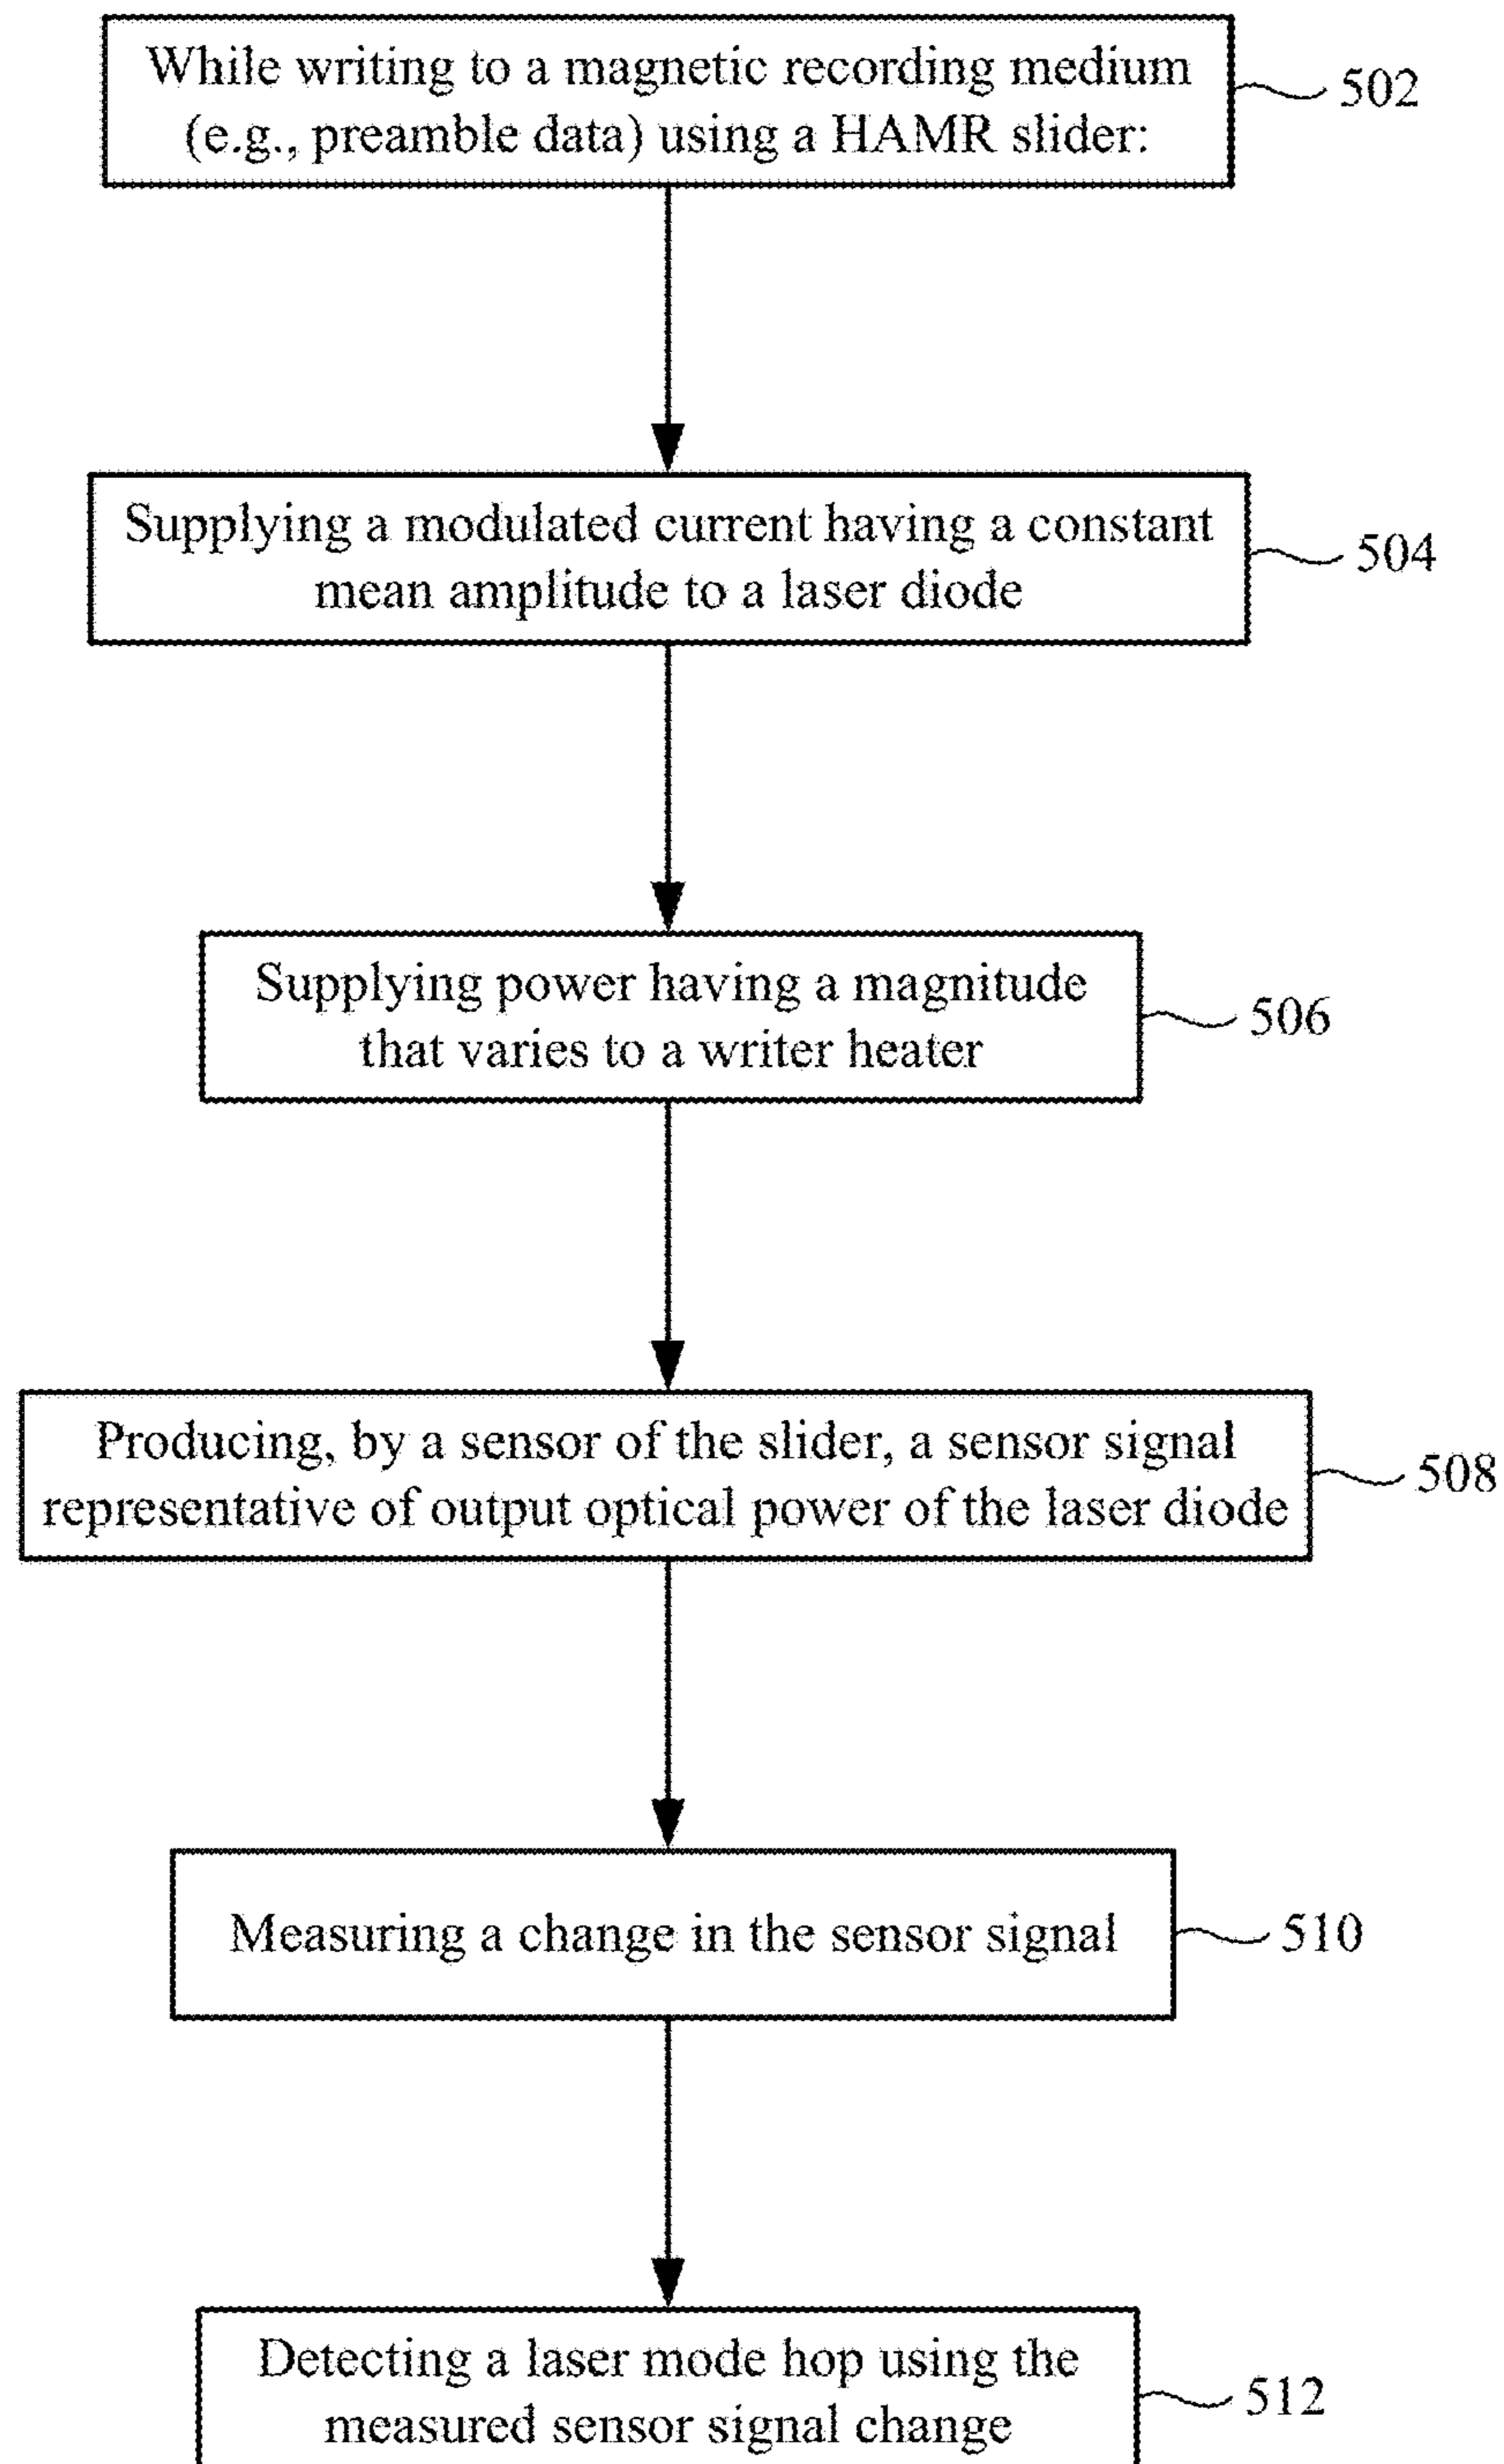 While writing to a magnetic recording medium
(e.g., preamble data) using a HAMR slider:
502
Supplying a modulated current having a constant
mean amplitude to a laser diode
504
Supplying power having a magnitude
that varies to a writer heater
506
Producing, by a sensor of the slider, a sensor signal
representative of output optical power of the laser diode
508
Measuring a change in the sensor signal
510
Detecting a laser mode hop using the
measured sensor signal change
512